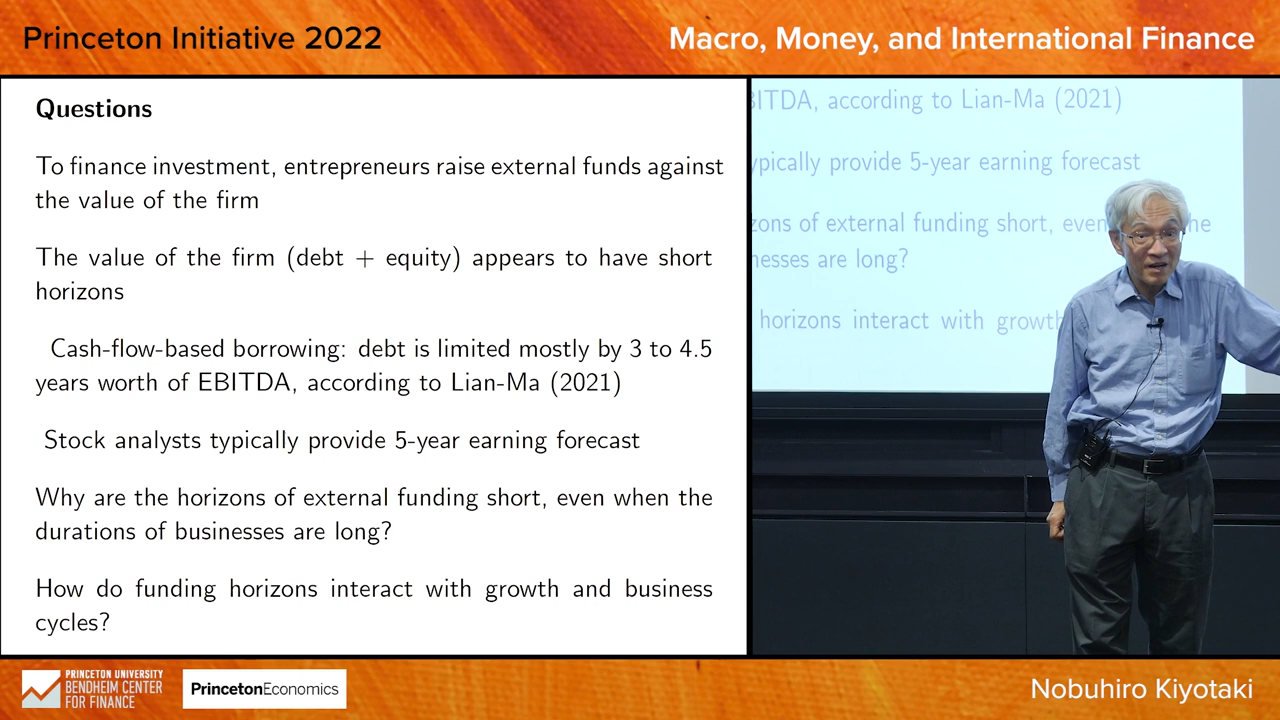 Princeton Initiative 2022
Macro, Money, and International Finance
Questions
To finance investment, entrepreneurs raise external funds against
the value of the firm
The value of the firm (debt + equity) appears to have short
horizons
Cash-flow-based borrowing: debt is limited mostly by 3 to 4.5
years worth of EBITDA, according to Lian-Ma (2021)
Stock analysts typically provide 5-year earning forecast
Why are the horizons of external funding short, even when the
durations of businesses are long?
How do funding horizons interact with growth and business
cycles?
BITDA, according to Lian-Ma (2021)
ypically provide 5-year earning forecast
zons of external funding short, even he
nesses are long?
horizons interact with growth
PRINCETON UNIVERSITY
BENDHEIM CENTER
FOR FINANCE
PrincetonEconomics
Nobuhiro Kiyotaki